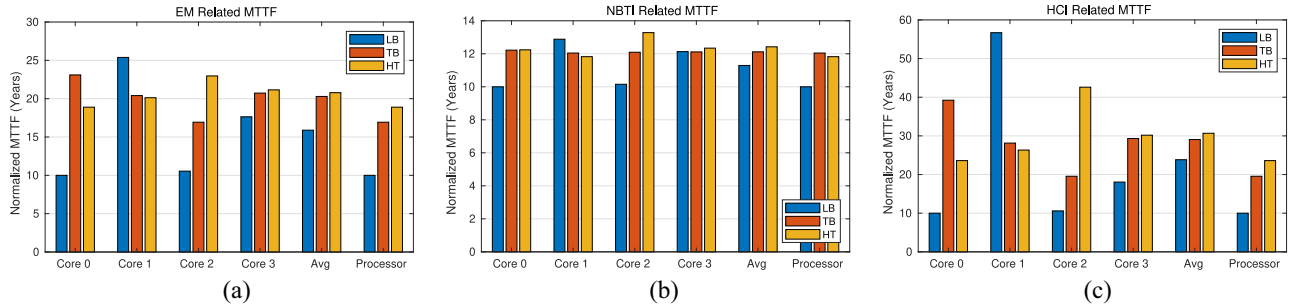 EM Related MTTF
Normalized MTTF (Years)
30
25
20
15
10
5
0
LB
TB
HT
Core 0 Core 1 Core 2 Core 3 Avg Processor
(a)
NBTI Related MTTF
Normalized MTTF (Years)
14
12
10
8
6
4
2
0
LB
TB
HT
Core 0 Core 1 Core 2 Core 3 Avg Processor
(b)
HCI Related MTTF
Normalized MTTF (Years)
60
50
40
30
20
10
0
LB
TB
HT
Core 0 Core 1 Core 2 Core 3 Avg Processor
(c)